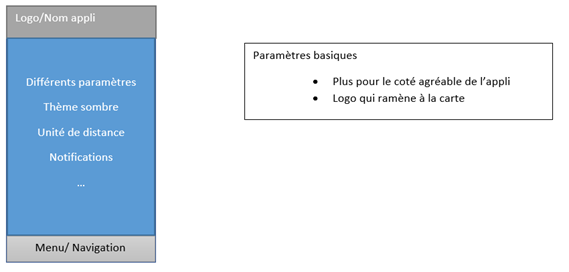 Logo/Nom appli
Différents paramètres
Thème sombre
Unité de distance
Notifications
...
Menu/ Navigation
Paramètres basiques
• Plus pour le coté agréable de l'appli
• Logo qui ramène à la carte